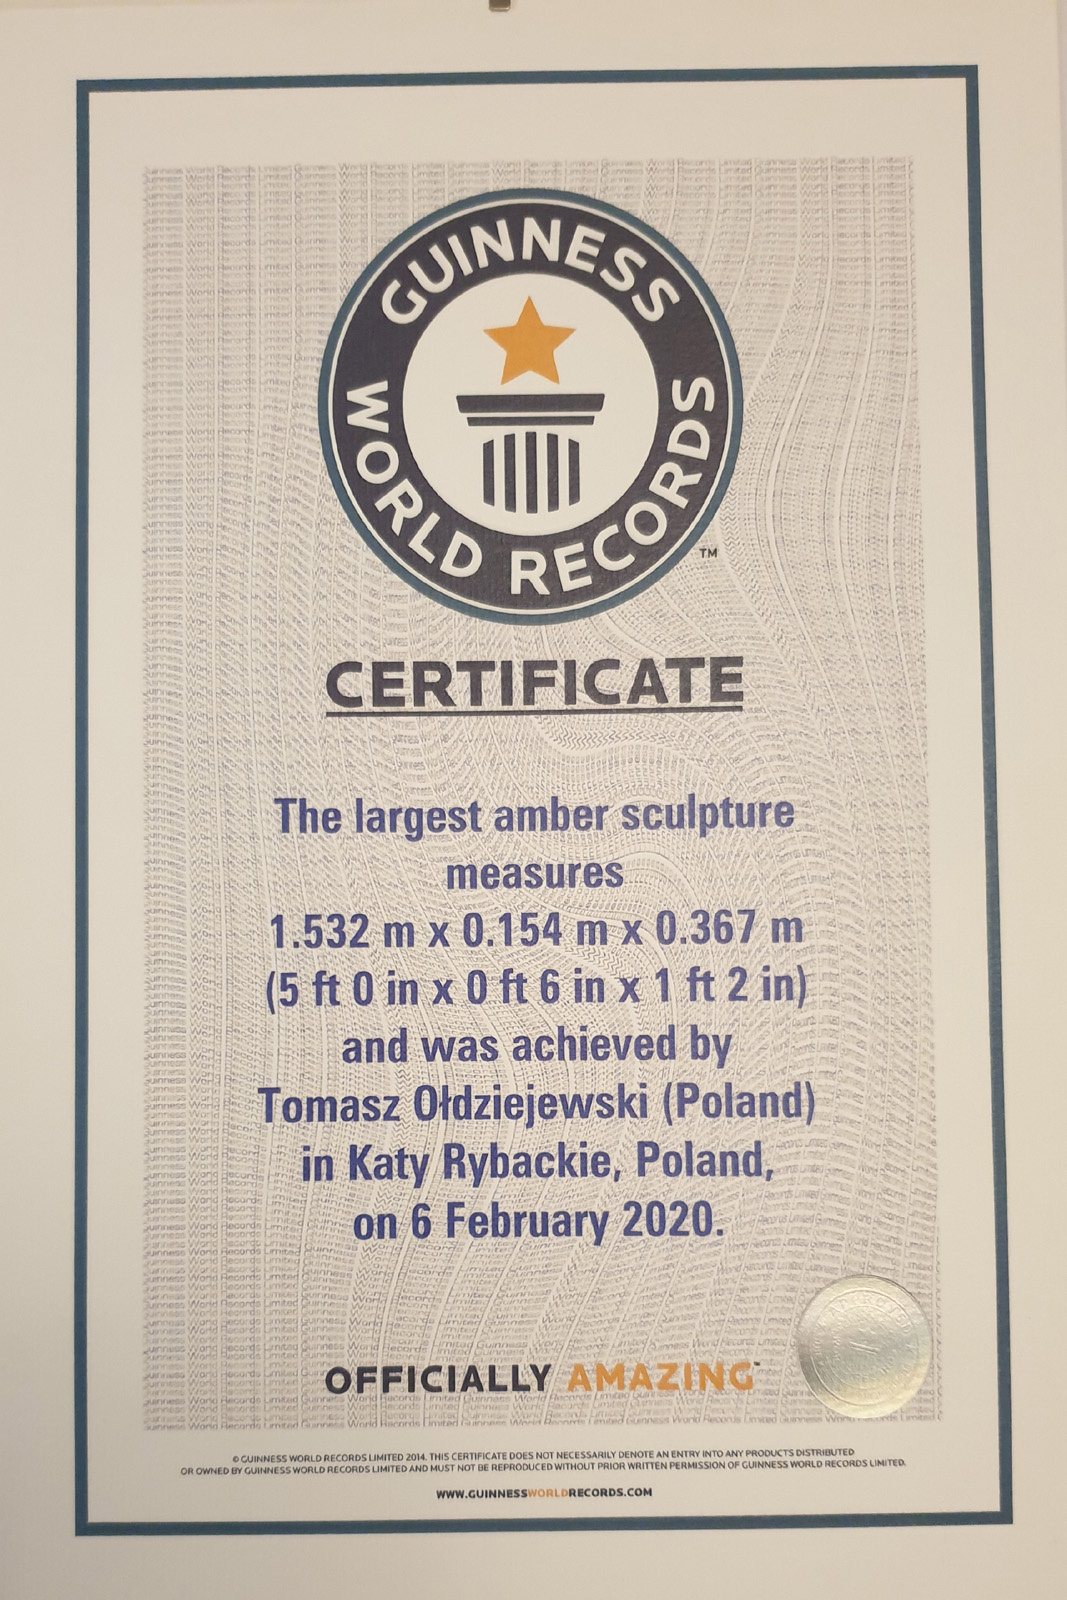 GUINNESS
WORLD RECORDS
TM
CERTIFICATE
The largest amber sculpture
measures
1.532 m x 0.154 m x 0.367 m
(5 ft 0 in x 0 ft 6 in x 1 ft 2 in)
and was achieved by
Tomasz Ołdziejewski (Poland)
in Katy Rybackie, Poland,
on 6 February 2020.
OFFICIALLY AMAZING™
© GUINNESS WORLD RECORDS LIMITED 2014. THIS CERTIFICATE DOES NOT NECESSARILY DENOTE AN ENTRY INTO ANY PRODUCTS DISTRIBUTED
OR OWNED BY GUINNESS WORLD RECORDS LIMITED AND MUST NOT BE REPRODUCED WITHOUT PRIOR WRITTEN PERMISSION OF GUINNESS WORLD RECORDS LIMITED.
WWW.GUINNESSWORLDRECORDS.COM